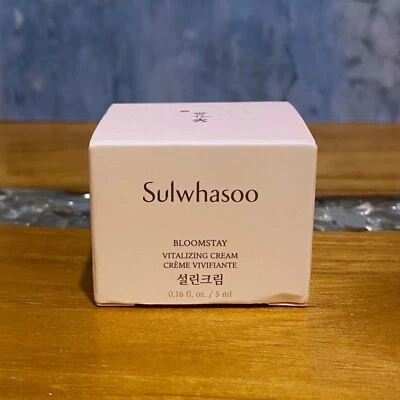 Sulwhasoo
BLOOMSTAY
VITALIZING CREAM
CRÈME VIVIFIANTE
설린크림
0.16 fl. oz. / 5 ml